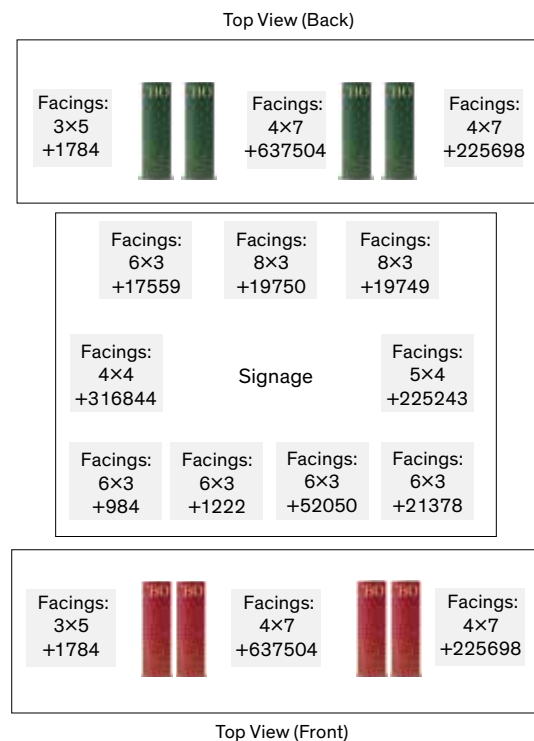 Top View (Back)
Facings: 3×5 +1784
Facings: 4×7 +637504
Facings: 4×7 +225698
Facings: 6×3 +17559
Facings: 8×3 +19750
Facings: 8×3 +19749
Facings: 4×4 +316844
Signage
Facings: 5×4 +225243
Facings: 6×3 +984
Facings: 6×3 +1222
Facings: 6×3 +52050
Facings: 6×3 +21378
Facings: 3×5 +1784
Facings: 4×7 +637504
Facings: 4×7 +225698
Top View (Front)